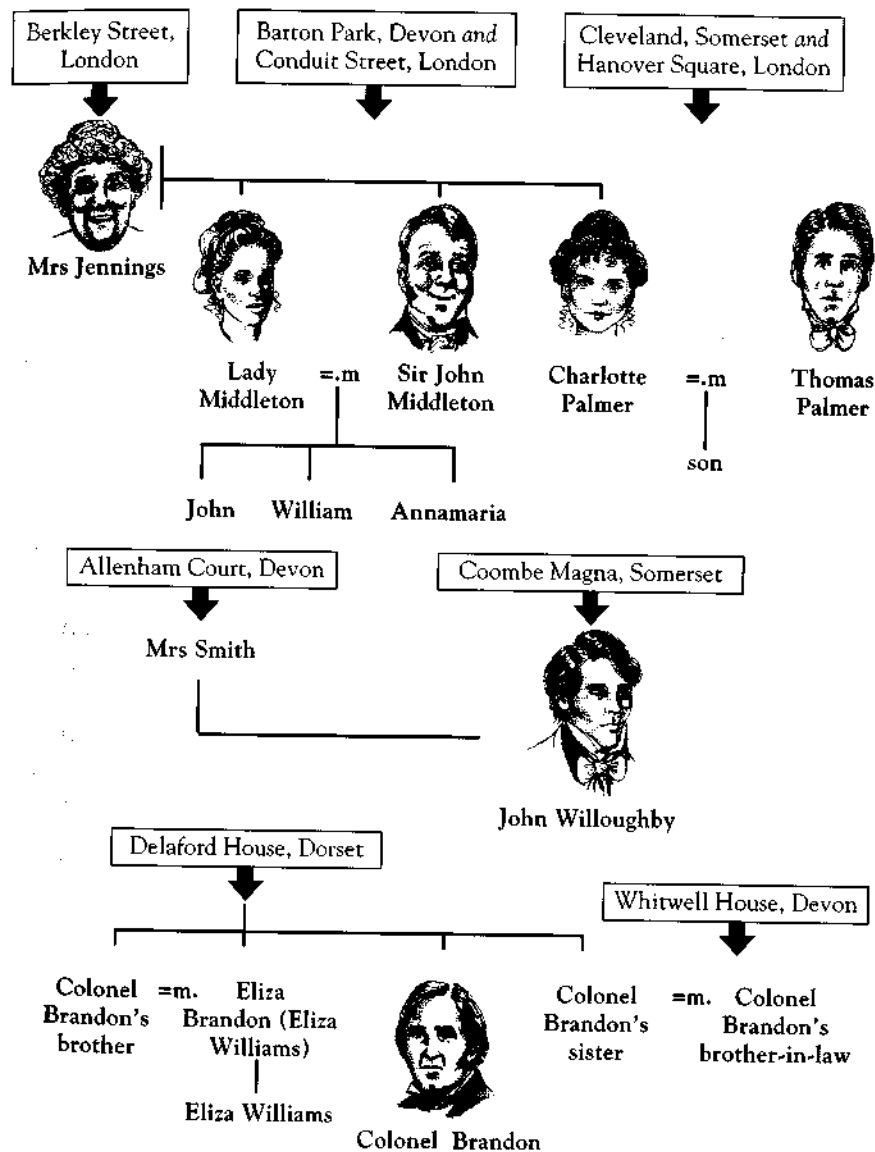 Berkley Street,
London
Barton Park, Devon and
Conduit Street, London
Cleveland, Somerset and
Hanover Square, London
Mrs Jennings
Lady
Middleton
=.m
Sir John
Middleton
Charlotte
Palmer
=.m
Thomas
Palmer
son
John William Annamaria
Allenham Court, Devon
Coombe Magna, Somerset
Mrs Smith
John Willoughby
Delaford House, Dorset
Whitwell House, Devon
Colonel
Brandon's
brother
=m.
Eliza
Brandon (Eliza
Williams)
Eliza Williams
Colonel Brandon
Colonel
Brandon's
sister
=m.
Colonel
Brandon's
brother-in-law